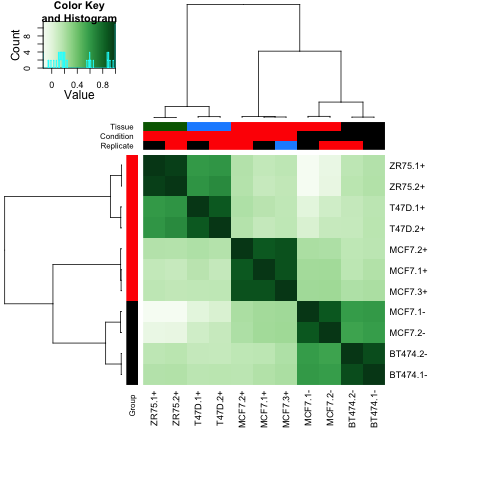 Color Key
and Histogram
Count
0 4 8
0 0.4 0.8
Value
Tissue
Condition
Replicate
ZR75.1+
ZR75.2+
T47D.1+
T47D.2+
MCF7.2+
MCF7.1+
MCF7.3+
MCF7.1-
MCF7.2-
BT474.2-
BT474.1-
Group
ZR75.1+
ZR75.2+
T47D.1+
T47D.2+
MCF7.2+
MCF7.1+
MCF7.3+
MCF7.1-
MCF7.2-
BT474.2-
BT474.1-